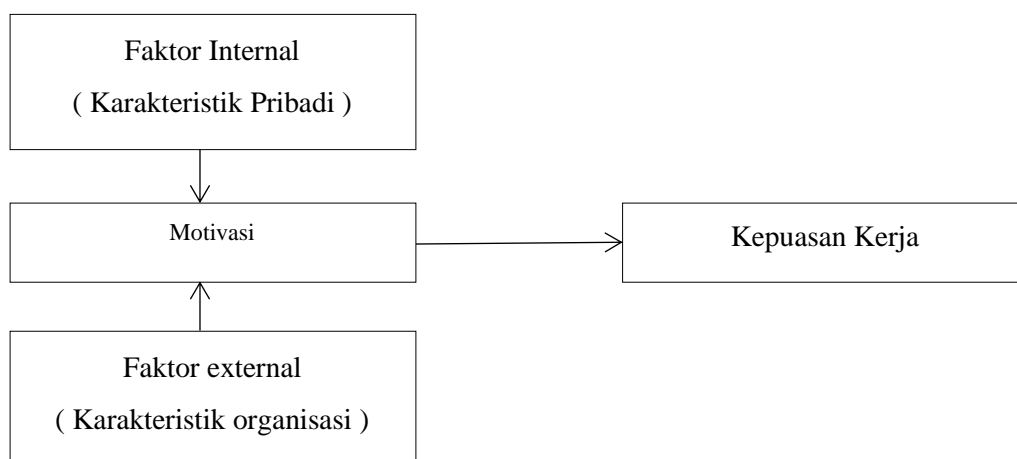 Faktor Internal
( Karakteristik Pribadi )
Motivasi
Kepuasan Kerja
Faktor external
( Karakteristik organisasi )